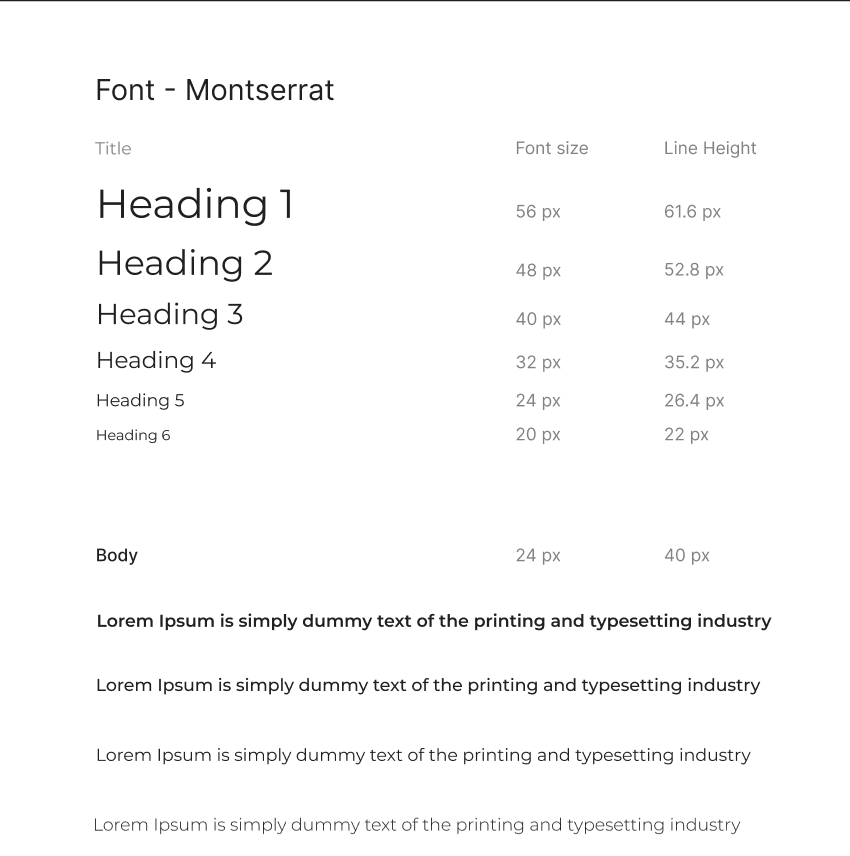 Font - Montserrat
Title Font size Line Height
Heading 1 56 px 61.6 px
Heading 2 48 px 52.8 px
Heading 3 40 px 44 px
Heading 4 32 px 35.2 px
Heading 5 24 px 26.4 px
Heading 6 20 px 22 px
Body 24 px 40 px
Lorem Ipsum is simply dummy text of the printing and typesetting industry
Lorem Ipsum is simply dummy text of the printing and typesetting industry
Lorem Ipsum is simply dummy text of the printing and typesetting industry
Lorem Ipsum is simply dummy text of the printing and typesetting industry